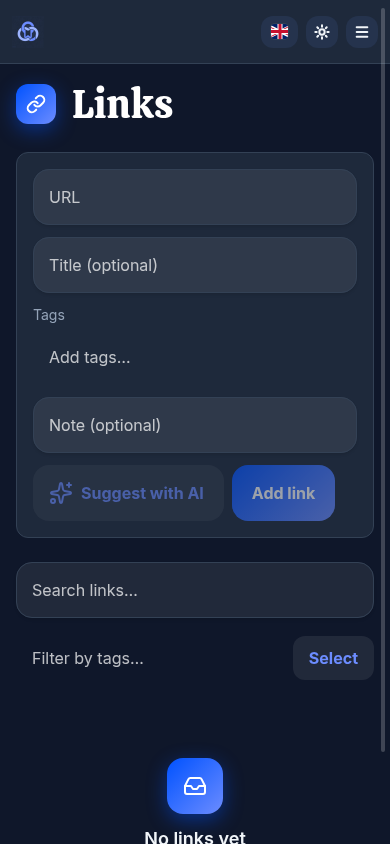 Links
URL
Title (optional)
Tags
Add tags...
Note (optional)
Suggest with AI
Add link
Search links...
Filter by tags...
Select
No links yet